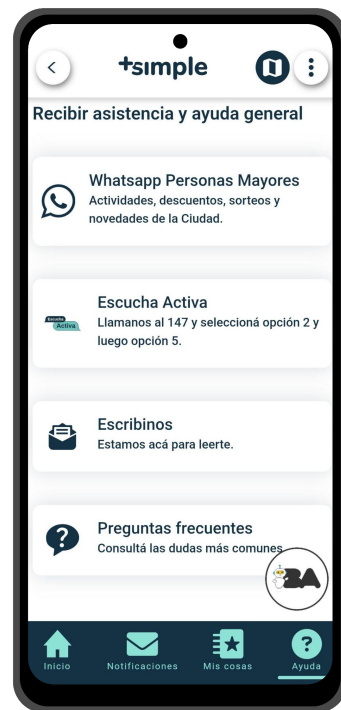 +simple
Recibir asistencia y ayuda general
Whatsapp Personas Mayores
Actividades, descuentos, sorteos y
novedades de la Ciudad.
Escucha
Activa
Escucha Activa
Llamanos al 147 y seleccioná opción 2 y
luego opción 5.
Escribinos
Estamos acá para leerte.
Preguntas frecuentes
Consultá las dudas más comunes
BA
Inicio
Notificaciones
Mis cosas
Ayuda